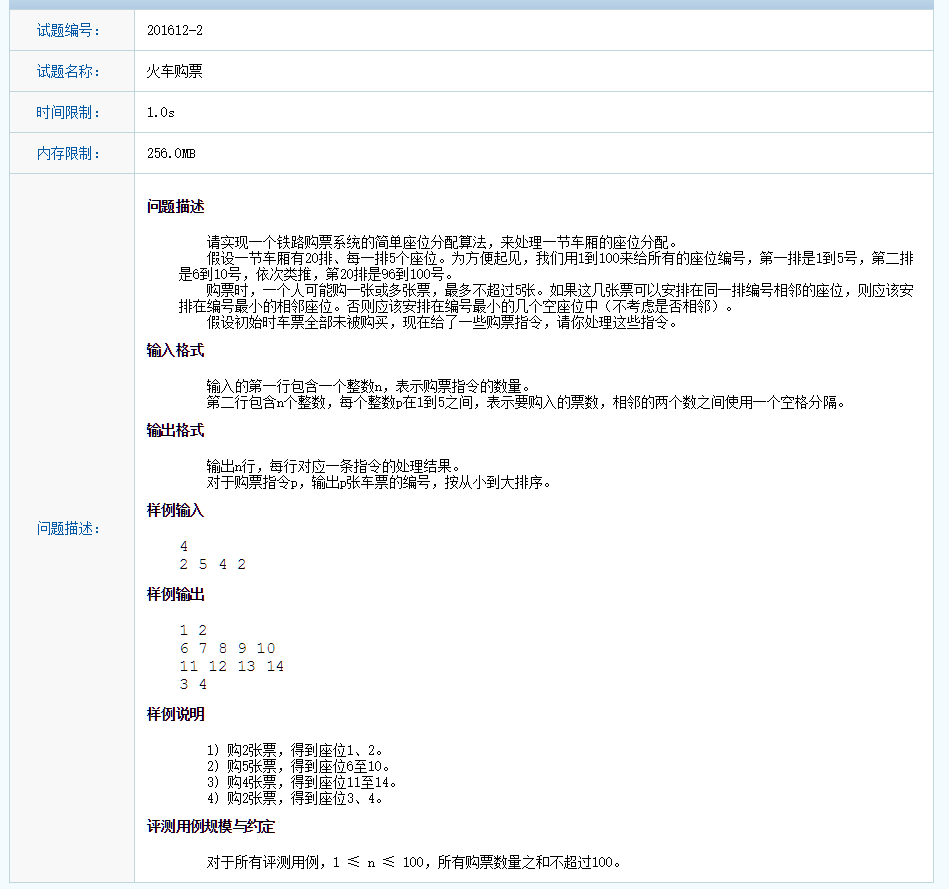 试题编号： 201612-2
试题名称： 火车购票
时间限制： 1.0s
内存限制： 256.0MB
问题描述：
问题描述
请实现一个铁路购票系统的简单座位分配算法，来处理一节车厢的座位分配。
假设一节车厢有20排、每一排5个座位。为方便起见，我们用1到100来给所有的座位编号，第一排是1到5号，第二排
是6到10号，依次类推，第20排是96到100号。
购票时，一个人可能购一张或多张票，最多不超过5张。如果这几张票可以安排在同一排编号相邻的座位，则应该安
排在编号最小的相邻座位。否则应该安排在编号最小的几个空座位中（不考虑是否相邻）。
假设初始时车票全部未被购买，现在给了一些购票指令，请你处理这些指令。
输入格式
输入的第一行包含一个整数n，表示购票指令的数量。
第二行包含n个整数，每个整数p在1到5之间，表示要购入的票数，相邻的两个数之间使用一个空格分隔。
输出格式
输出n行，每行对应一条指令的处理结果。
对于购票指令p，输出p张车票的编号，按从小到大排序。
样例输入
4
2 5 4 2
样例输出
1 2
6 7 8 9 10
11 12 13 14
3 4
样例说明
1) 购2张票，得到座位1、2。
2) 购5张票，得到座位6至10。
3) 购4张票，得到座位11至14。
4) 购2张票，得到座位3、4。
评测用例规模与约定
对于所有评测用例，1 ≤ n ≤ 100，所有购票数量之和不超过100。